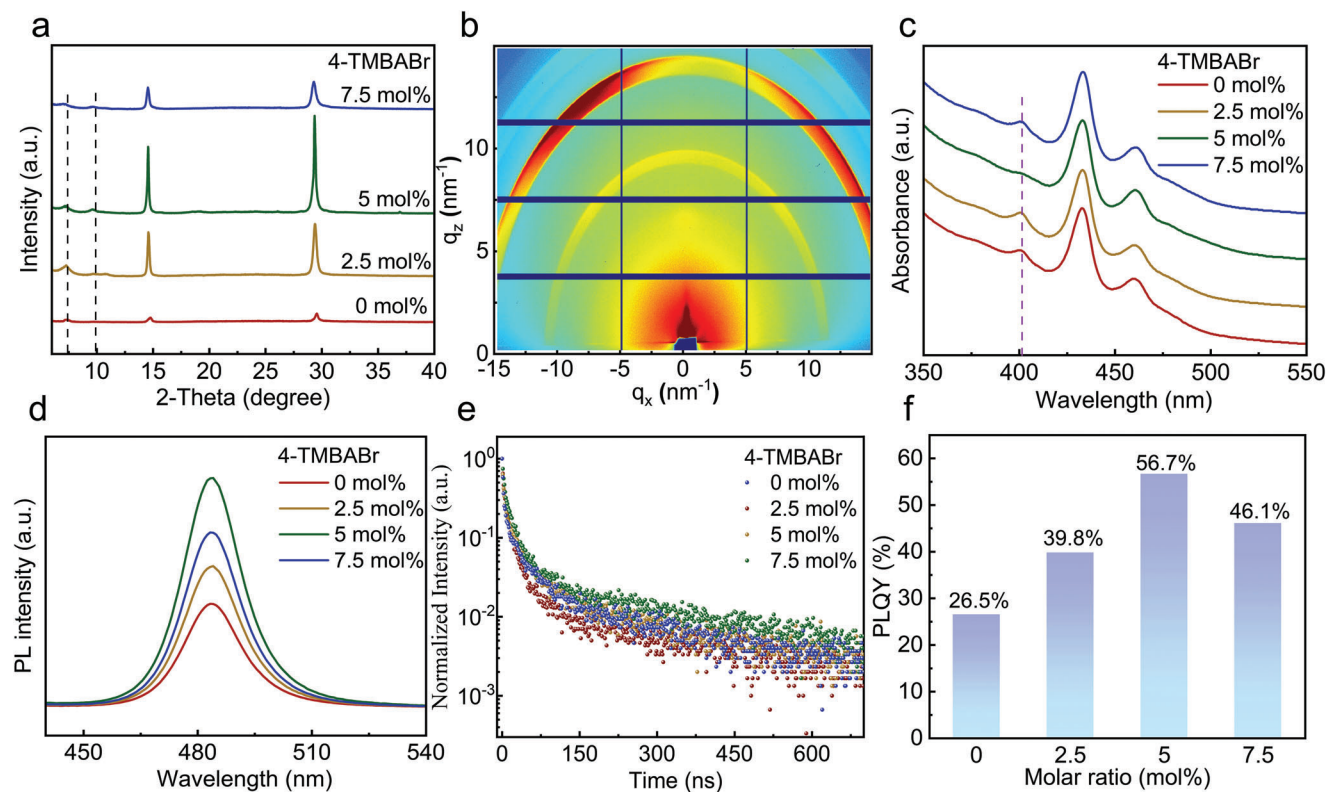 a
4-TMBABr
7.5 mol%
5 mol%
2.5 mol%
0 mol%
Intensity (a.u.)
10 15 20 25 30 35 40
2-Theta (degree)
b
10
5
0
qz (nm-1)
-15 -10 -5 0 5 10
qx (nm-1)
c
4-TMBABr
0 mol%
2.5 mol%
5 mol%
7.5 mol%
Absorbance (a.u.)
350 400 450 500 550
Wavelength (nm)
d
4-TMBABr
0 mol%
2.5 mol%
5 mol%
7.5 mol%
PL intensity (a.u.)
450 480 510 540
Wavelength (nm)
e
4-TMBABr
0 mol%
2.5 mol%
5 mol%
7.5 mol%
100
10-1
10-2
10-3
Normalized Intensity (a.u.)
0 150 300 450 600
Time (ns)
f
60
50
40
30
20
10
0
PLQY (%)
26.5%
39.8%
56.7%
46.1%
0 2.5 5 7.5
Molar ratio (mol%)